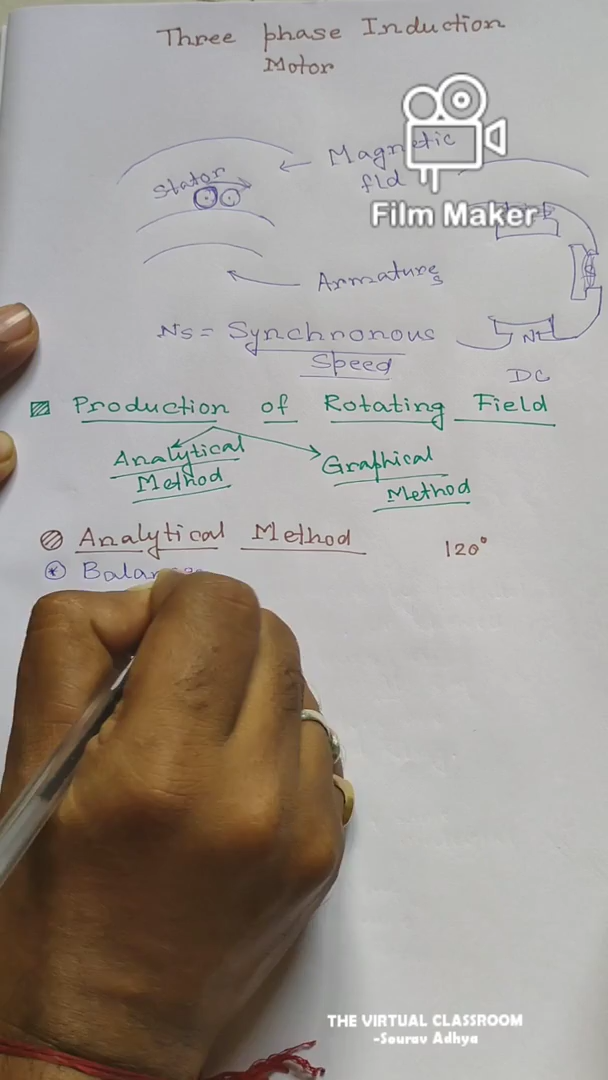 Three phase Induction
Motor
Magnetic
fld
Stator
Film Maker
Armatures
Ns = Synchronous
Speed
N
DC
Production of Rotating Field
Analytical
Method
Graphical
Method
Analytical Method
120°
THE VIRTUAL CLASSROOM
-Sourav Adhya